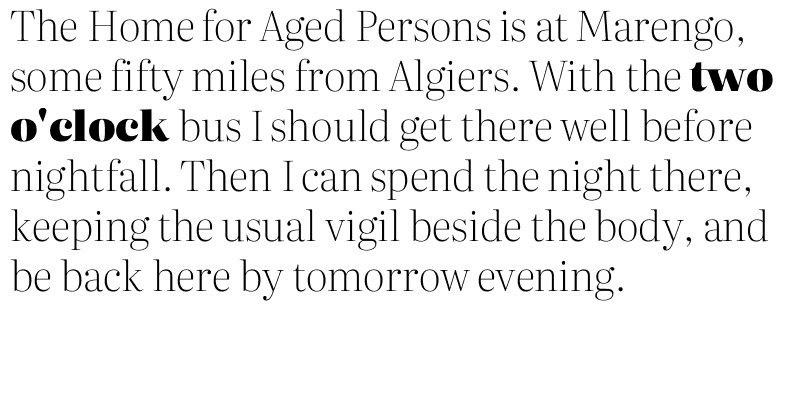 The Home for Aged Persons is at Marengo,
some fifty miles from Algiers. With the two
o'clock bus I should get there well before
nightfall. Then I can spend the night there,
keeping the usual vigil beside the body, and
be back here by tomorrow evening.